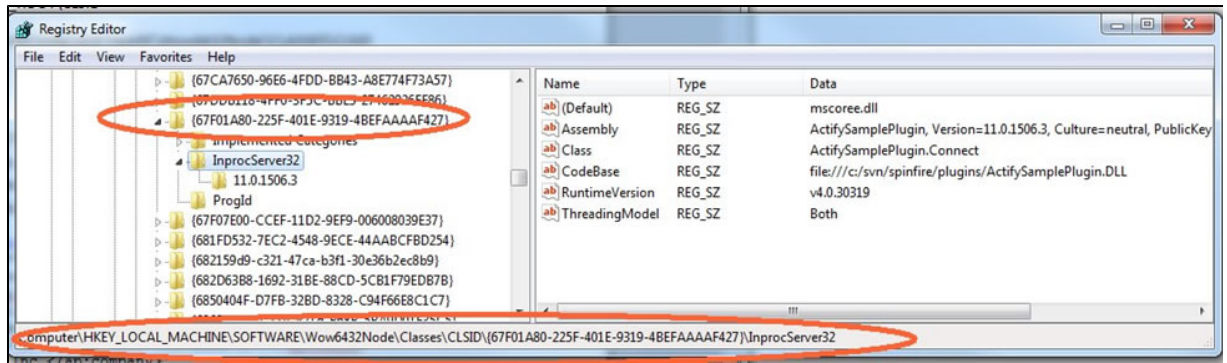 Registry Editor
File Edit View Favorites Help
{67CA7650-96E6-4FDD-BB43-A8E774F73A57}
{67F01A80-225F-401E-9319-4BEFAAAAF427}
Implemented Categories
InprocServer32
11.0.1506.3
ProgId
{67F07E00-CCEF-11D2-9EF9-006008039E37}
{681FD532-7EC2-4548-9ECE-44AABCFBD254}
{682159d9-c321-47ca-b3f1-30e36b2ec8b9}
{682D63B8-1692-31BE-88CD-5CB1F79EDB7B}
{6850404F-D7FB-32BD-8328-C94F66E8C1C7}
Name Type Data
(Default) REG_SZ mscoree.dll
Assembly REG_SZ ActifySamplePlugin, Version=11.0.1506.3, Culture=neutral, PublicKey
Class REG_SZ ActifySamplePlugin.Connect
CodeBase REG_SZ file:///c:/svn/spinfire/plugins/ActifySamplePlugin.DLL
RuntimeVersion REG_SZ v4.0.30319
ThreadingModel REG_SZ Both
Computer\HKEY_LOCAL_MACHINE\SOFTWARE\Wow6432Node\Classes\CLSID\{67F01A80-225F-401E-9319-4BEFAAAAF427}\InprocServer32